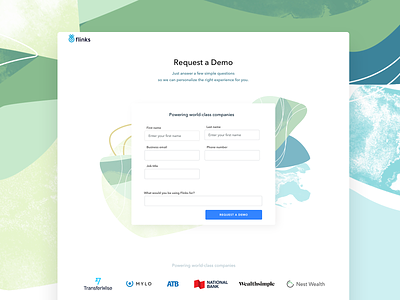 flinks
Request a Demo
Just answer a few simple questions
so we can personalize the right experience for you.
Powering world-class companies
First name
Last name
Enter your first name
Enter your first name
Business email
Phone number
Job title
What would you be using Flinks for?
REQUEST A DEMO
Powering world-class companies
TransferWise
MYLO
ATB
NATIONAL
BANK
Wealthsimple
Nest Wealth